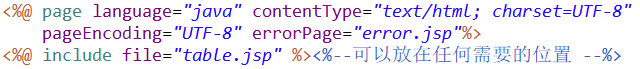 <%@ page language="java" contentType="text/html; charset=UTF-8"
pageEncoding="UTF-8" errorPage="error.jsp"%>
<%@ include file="table.jsp" %><%--可以放在任何需要的位置 --%>